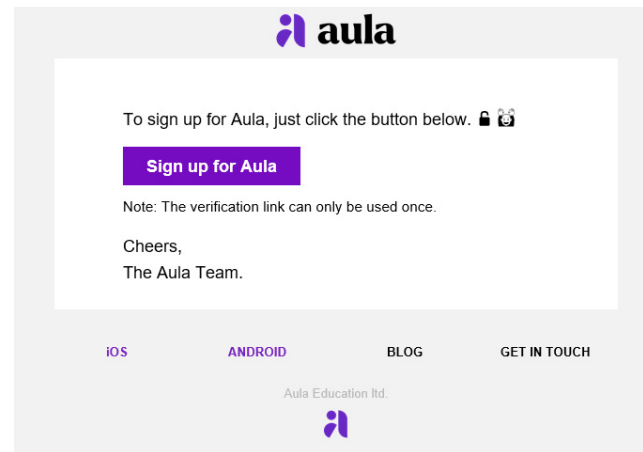 aula
To sign up for Aula, just click the button below.
Sign up for Aula
Note: The verification link can only be used once.
Cheers,
The Aula Team.
iOS ANDROID BLOG GET IN TOUCH
Aula Education ltd.